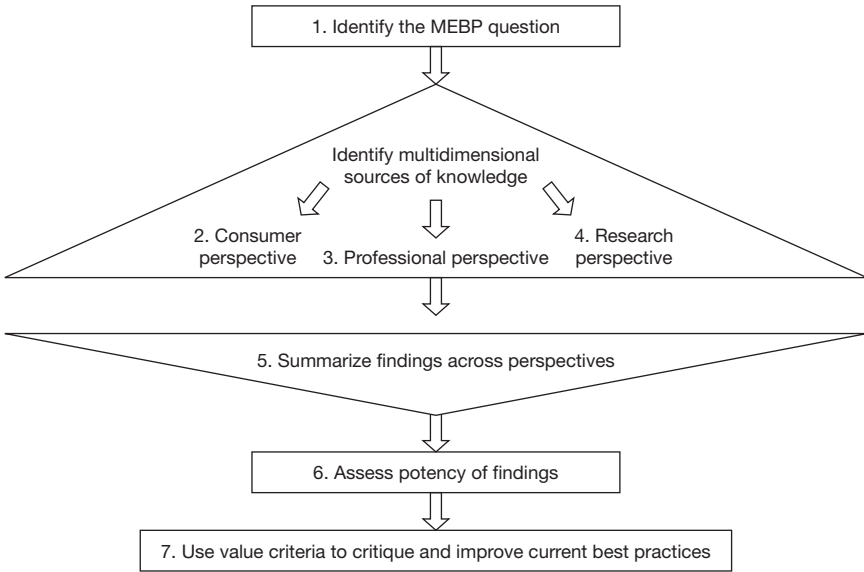 1. Identify the MEBP question
Identify multidimensional
sources of knowledge
2. Consumer
perspective
3. Professional perspective
4. Research
perspective
5. Summarize findings across perspectives
6. Assess potency of findings
7. Use value criteria to critique and improve current best practices